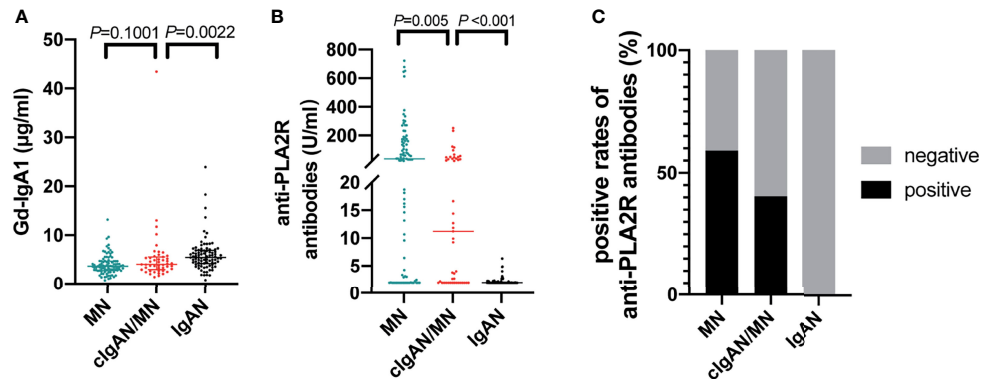 A
P=0.1001 P=0.0022
Gd-IgA1 (μg/ml)
50
40
30
20
10
0
MN
cIgAN/MN
IgAN
B
P=0.005 P<0.001
anti-PLA2R
antibodies (U/ml)
800
600
400
200
20
15
10
5
0
MN
cIgAN/MN
IgAN
C
positive rates of
anti-PLA2R antibodies (%)
100
50
0
MN
cIgAN/MN
IgAN
negative
positive